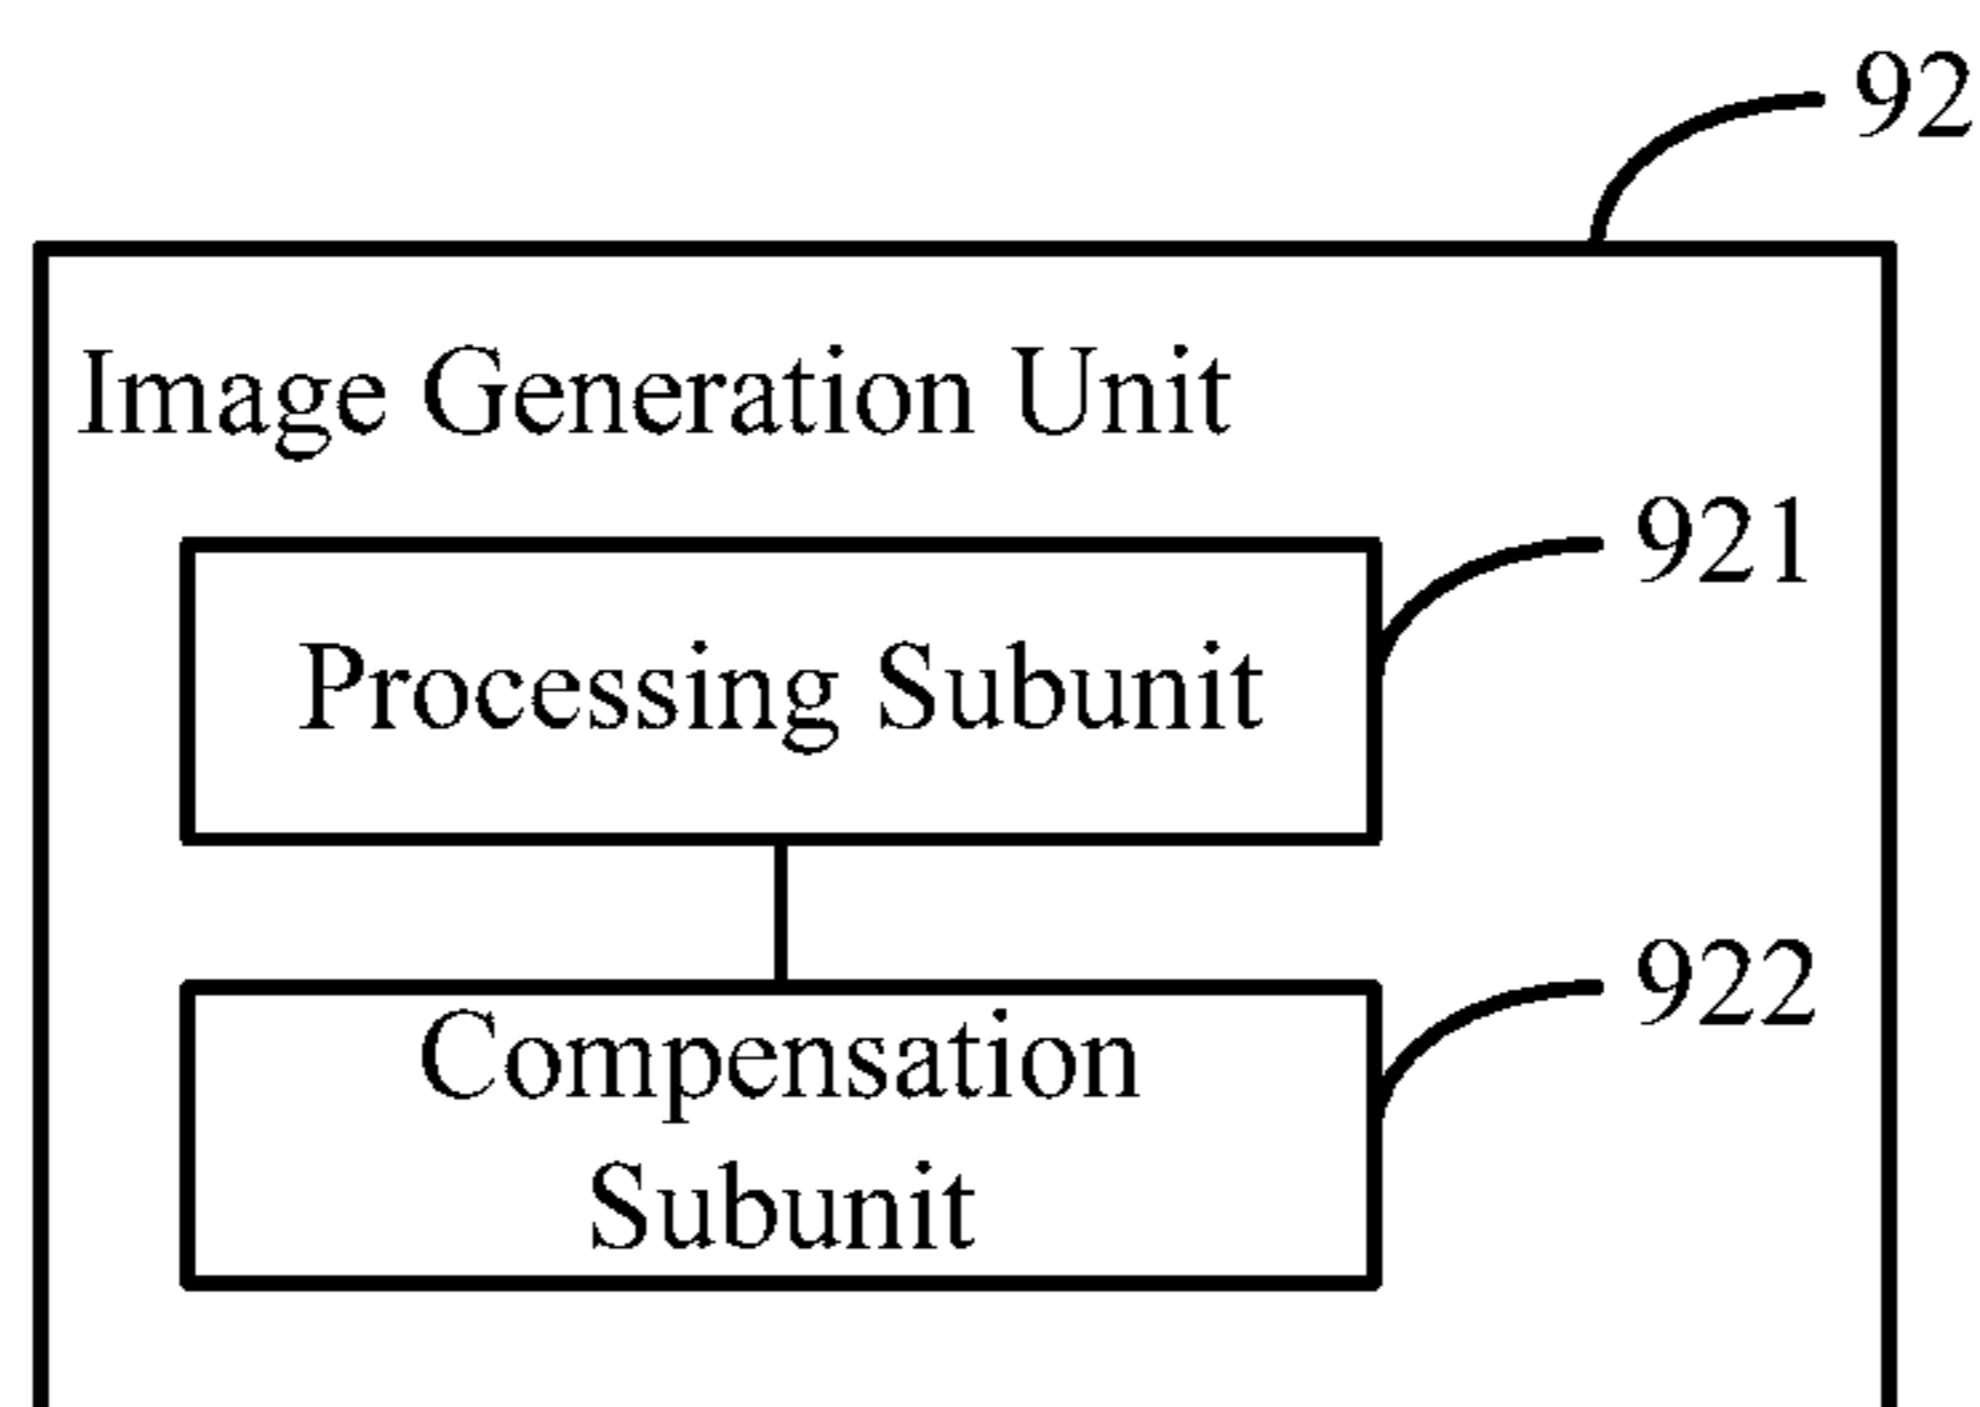 92
Image Generation Unit
921
Processing Subunit
922
Compensation
Subunit